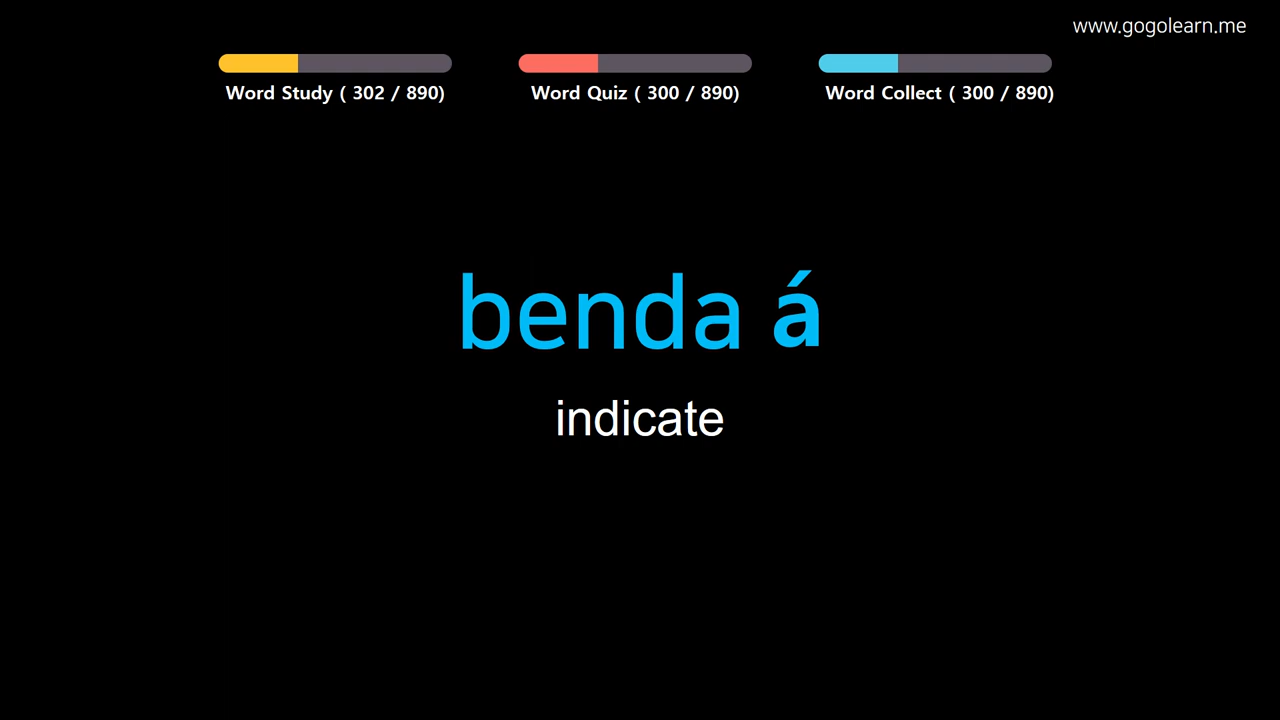 www.gogolearn.me
Word Study ( 302 / 890)
Word Quiz ( 300 / 890)
Word Collect ( 300 / 890)
benda á
indicate